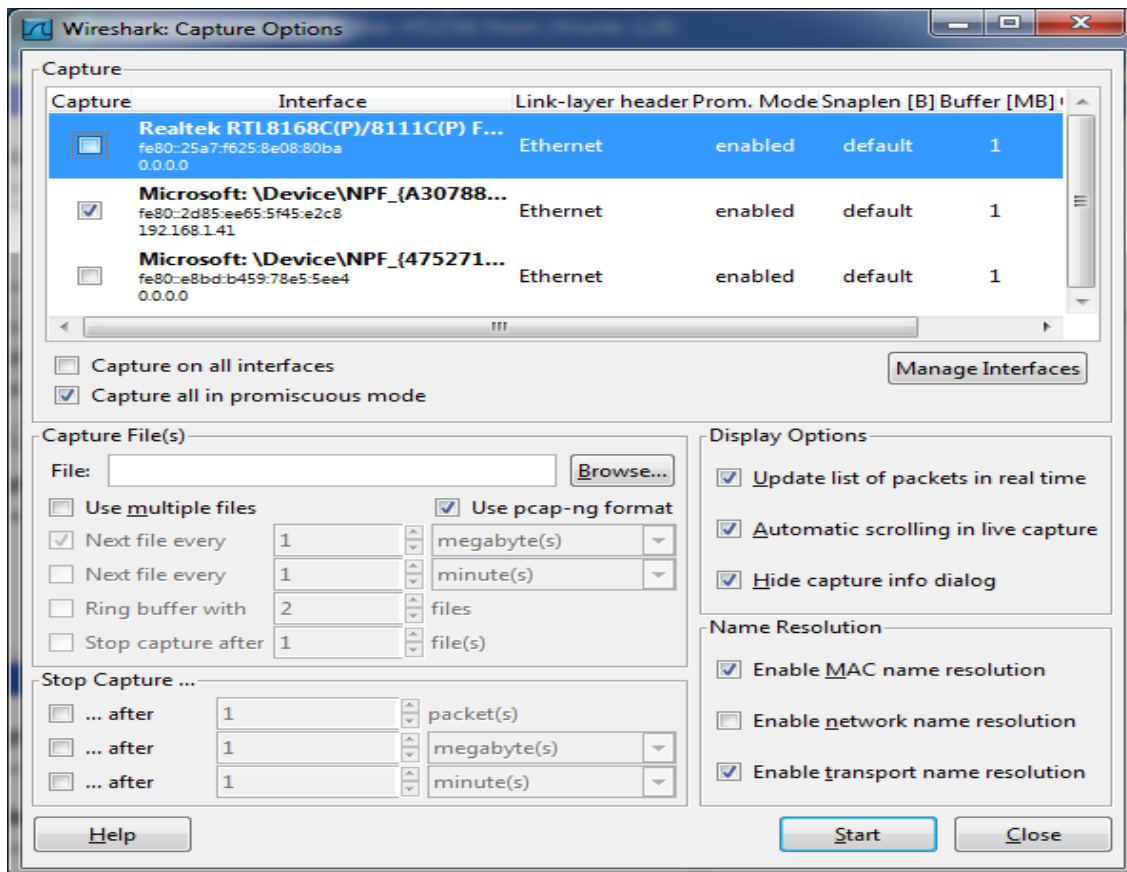 Wireshark: Capture Options
Capture
Capture Interface Link-layer header Prom. Mode Snaplen [B] Buffer [MB]
Realtek RTL8168C(P)/8111C(P) F...
fe80::25a7:f625:8e08:80ba
0.0.0.0
Ethernet enabled default 1
Microsoft: \Device\NPF_{A30788...
fe80::2d85:ee65:5f45:e2c8
192.168.1.41
Ethernet enabled default 1
Microsoft: \Device\NPF_{475271...
fe80::e8bd:b459:78e5:5ee4
0.0.0.0
Ethernet enabled default 1
Capture on all interfaces
Manage Interfaces
Capture all in promiscuous mode
Capture File(s)
File:
Browse...
Use multiple files
Use pcap-ng format
Next file every 1 megabyte(s)
Next file every 1 minute(s)
Ring buffer with 2 files
Stop capture after 1 file(s)
Stop Capture ...
... after 1 packet(s)
... after 1 megabyte(s)
... after 1 minute(s)
Display Options
Update list of packets in real time
Automatic scrolling in live capture
Hide capture info dialog
Name Resolution
Enable MAC name resolution
Enable network name resolution
Enable transport name resolution
Help
Start
Close